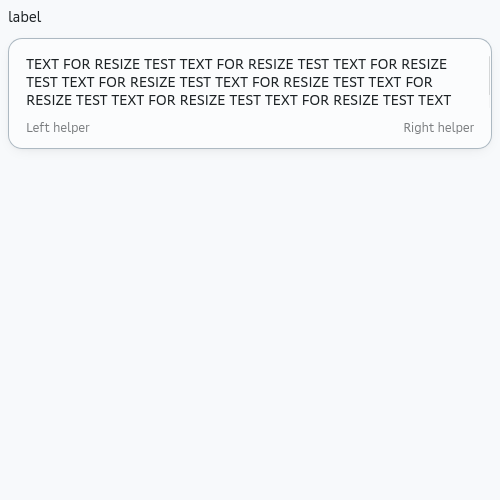 label
TEXT FOR RESIZE TEST TEXT FOR RESIZE TEST TEXT FOR RESIZE
TEST TEXT FOR RESIZE TEST TEXT FOR RESIZE TEST TEXT FOR
RESIZE TEST TEXT FOR RESIZE TEST TEXT FOR RESIZE TEST TEXT
Left helper Right helper